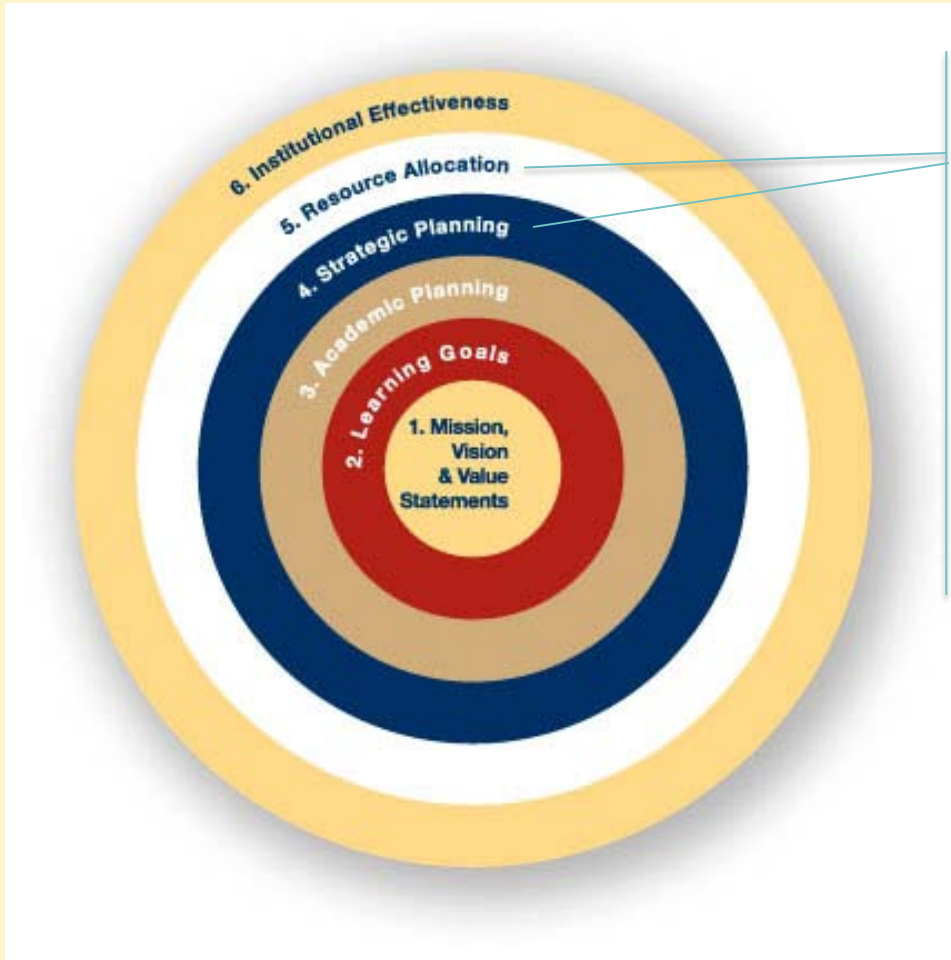 6. Institutional Effectiveness
5. Resource Allocation
4. Strategic Planning
3. Academic Planning
2. Learning Goals
1. Mission,
Vision
& Value
Statements